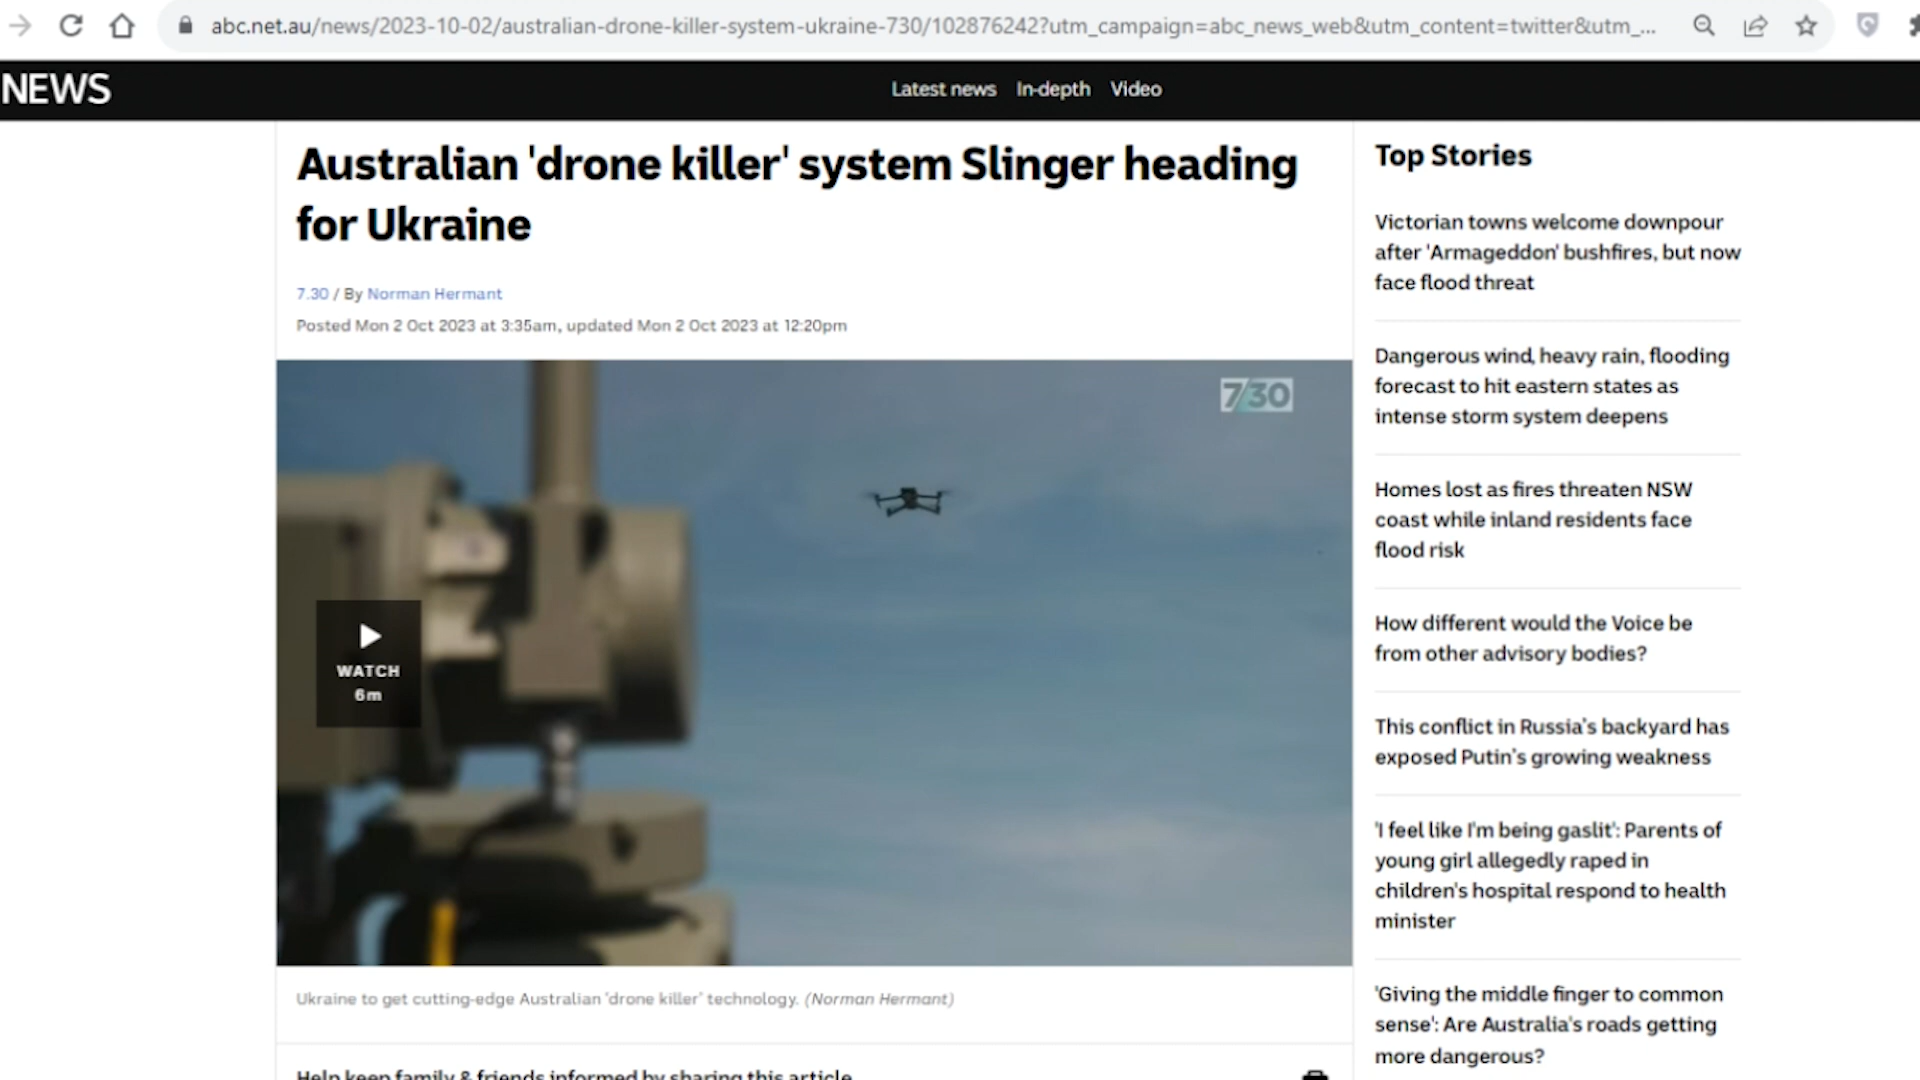 abc.net.au/news/2023-10-02/australian-drone-killer-system-ukraine-730/102876242?utm_campaign=abc_news_web&utm_content=twitter&utm_...
NEWS
Latest news In-depth Video
Australian 'drone killer' system Slinger heading
for Ukraine
7.30 / By Norman Hermant
Posted Mon 2 Oct 2023 at 3:35am, updated Mon 2 Oct 2023 at 12:20pm
7.30
WATCH
6m
Ukraine to get cutting-edge Australian 'drone killer' technology. (Norman Hermant)
Help keep family & friends informed by sharing this article
Top Stories
Victorian towns welcome downpour
after 'Armageddon' bushfires, but now
face flood threat
Dangerous wind, heavy rain, flooding
forecast to hit eastern states as
intense storm system deepens
Homes lost as fires threaten NSW
coast while inland residents face
flood risk
How different would the Voice be
from other advisory bodies?
This conflict in Russia's backyard has
exposed Putin's growing weakness
'I feel like I'm being gaslit': Parents of
young girl allegedly raped in
children's hospital respond to health
minister
'Giving the middle finger to common
sense': Are Australia's roads getting
more dangerous?